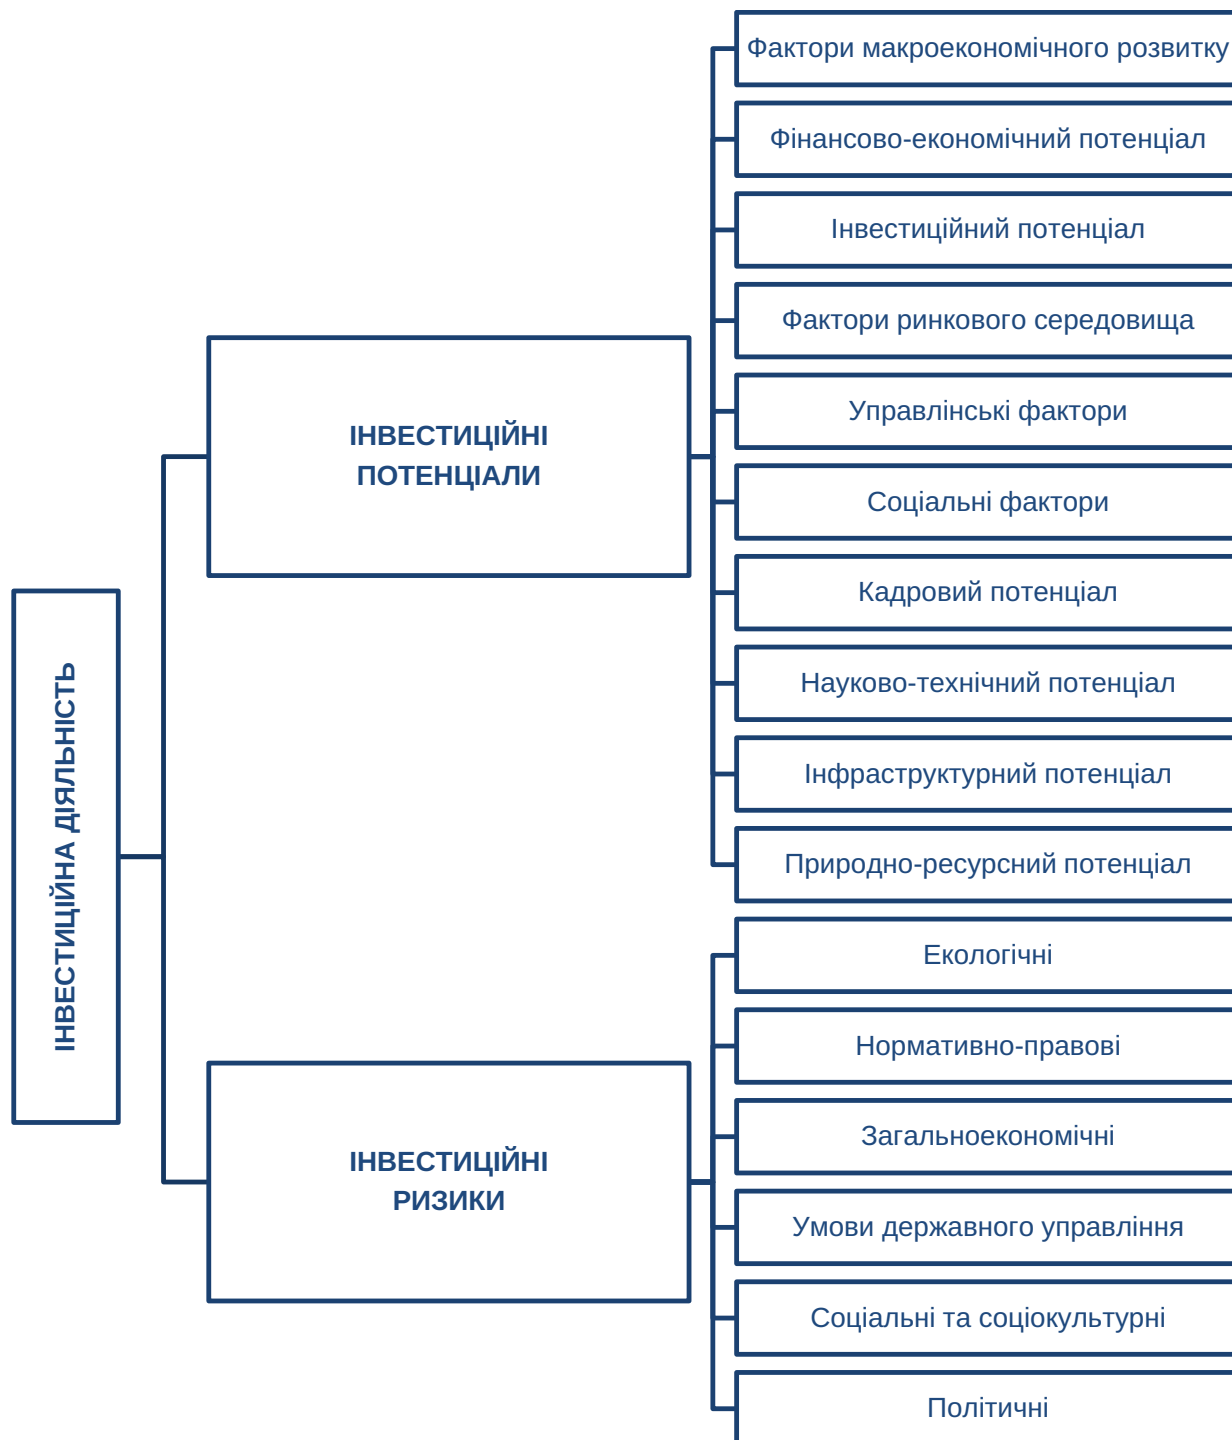 ІНВЕСТИЦІЙНА ДІЯЛЬНІСТЬ
ІНВЕСТИЦІЙНІ
ПОТЕНЦІАЛИ
Фактори макроекономічного розвитку
Фінансово-економічний потенціал
Інвестиційний потенціал
Фактори ринкового середовища
Управлінські фактори
Соціальні фактори
Кадровий потенціал
Науково-технічний потенціал
Інфраструктурний потенціал
Природно-ресурсний потенціал
ІНВЕСТИЦІЙНІ
РИЗИКИ
Екологічні
Нормативно-правові
Загальноекономічні
Умови державного управління
Соціальні та соціокультурні
Політичні